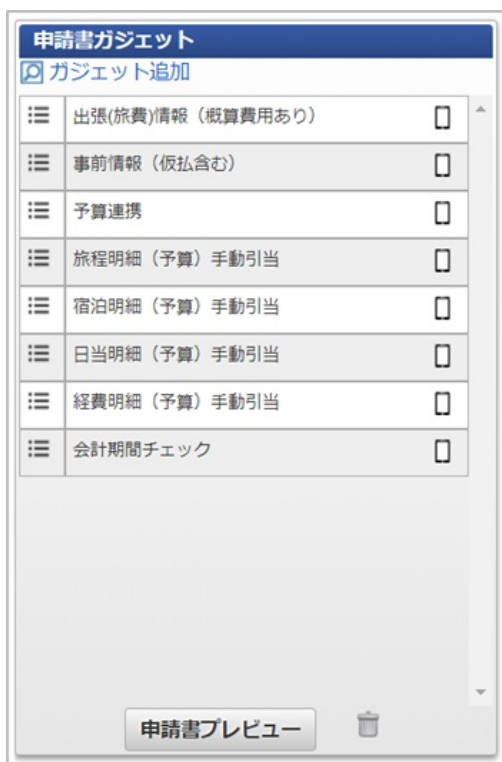 申請書ガジェット
ガジェット追加
出張(旅費)情報（概算費用あり）
事前情報（仮払含む）
予算連携
旅程明細（予算）手動引当
宿泊明細（予算）手動引当
日当明細（予算）手動引当
経費明細（予算）手動引当
会計期間チェック
申請書プレビュー